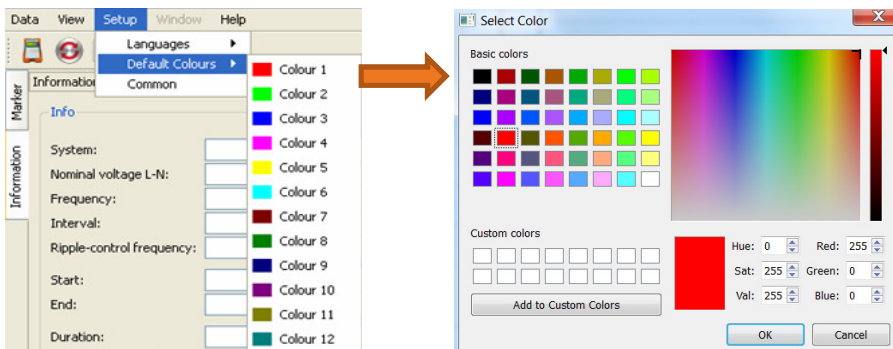 Data View Setup Window Help
Languages
Default Colours
Common
Colour 1
Colour 2
Colour 3
Colour 4
Colour 5
Colour 6
Colour 7
Colour 8
Colour 9
Colour 10
Colour 11
Colour 12
Marker
Information
Information
Info
System:
Nominal voltage L-N:
Frequency:
Interval:
Ripple-control frequency:
Start:
End:
Duration:
Select Color
Basic colors
Custom colors
Add to Custom Colors
Hue: 0 Red: 255
Sat: 255 Green: 0
Val: 255 Blue: 0
OK Cancel